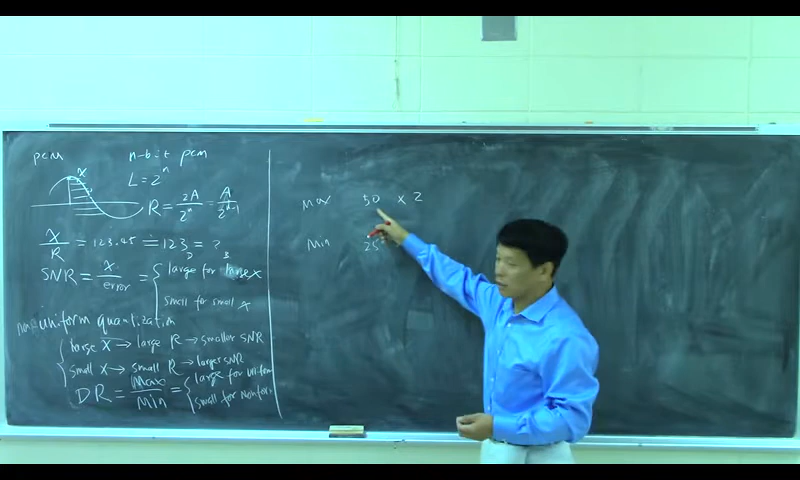 pcm n-bit pcm
X L = 2^n
R = 2A/2^n = A/2^n-1
X/R = 123.45 = 123 D = ? B
SNR = X/error = { large for large X
small for small X
uniform quantization
large X → large R → smaller SNR
small X → small R → larger SNR
DR = Max/Min = { large for Uniform
small for Nonform
max 50 x 2
min 25